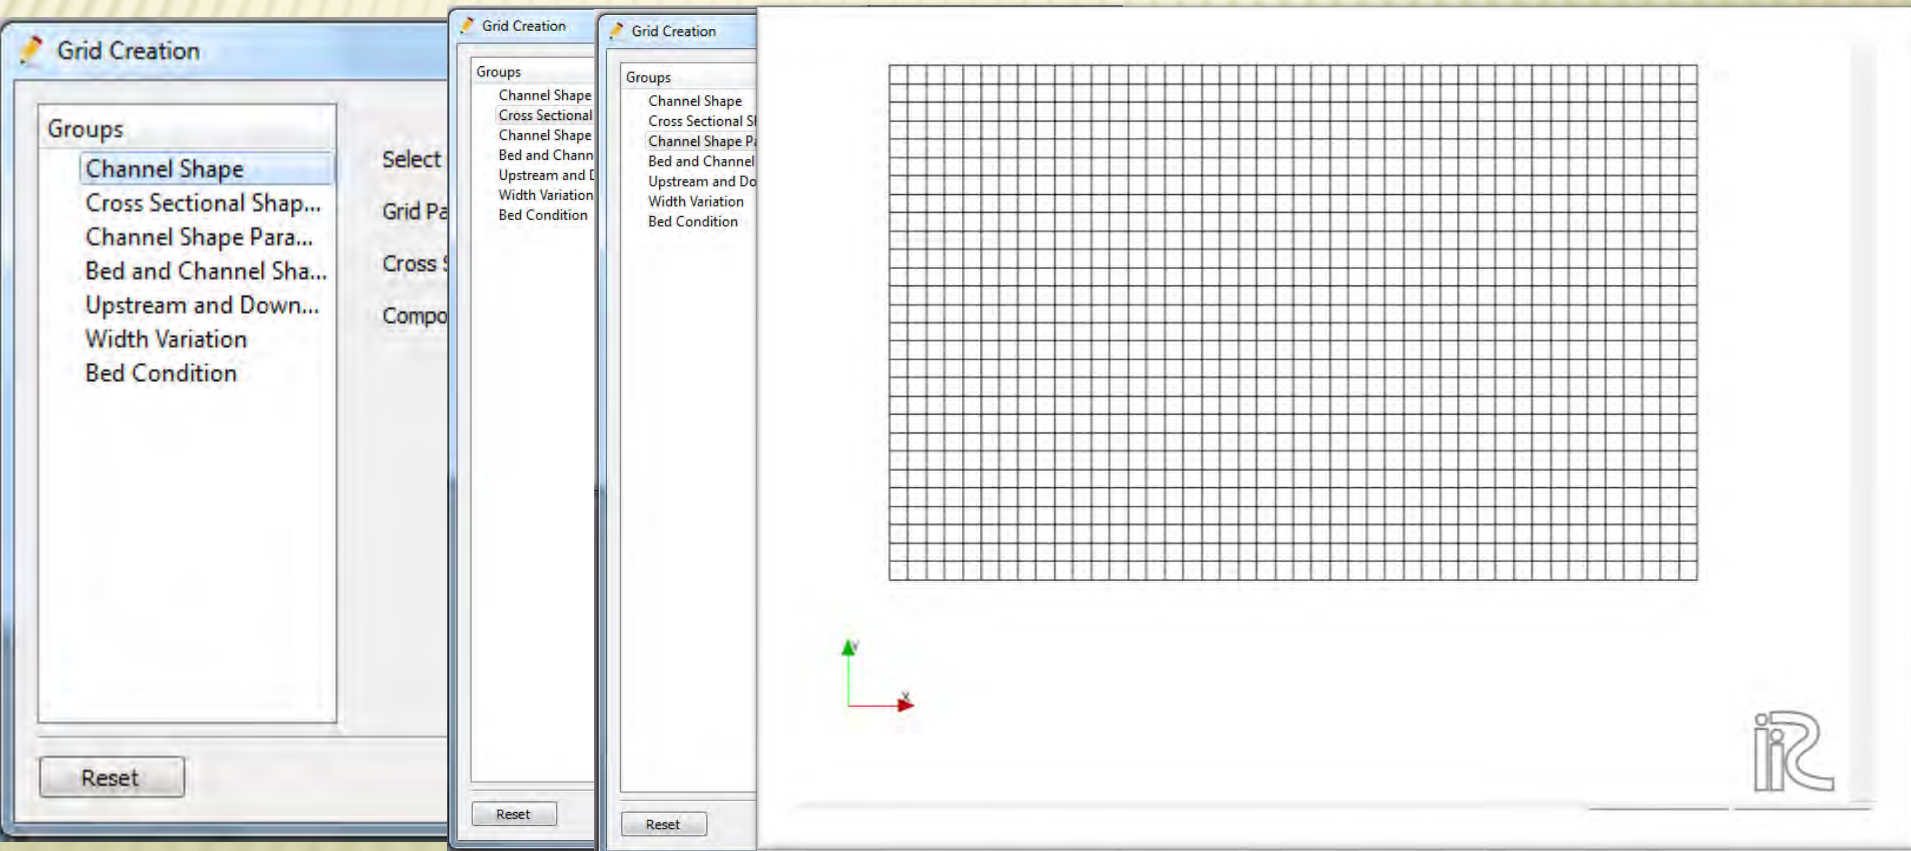 Grid Creation
Groups
Channel Shape
Cross Sectional Shap...
Channel Shape Para...
Bed and Channel Sha...
Upstream and Down...
Width Variation
Bed Condition
Select
Grid Pa
Cross S
Compo
Reset
Grid Creation
Groups
Channel Shape
Cross Sectional
Channel Shape
Bed and Chann
Upstream and D
Width Variation
Bed Condition
Reset
Grid Creation
Groups
Channel Shape
Cross Sectional Sh
Channel Shape Pa
Bed and Channel
Upstream and Do
Width Variation
Bed Condition
Reset
Y
X
iRIC